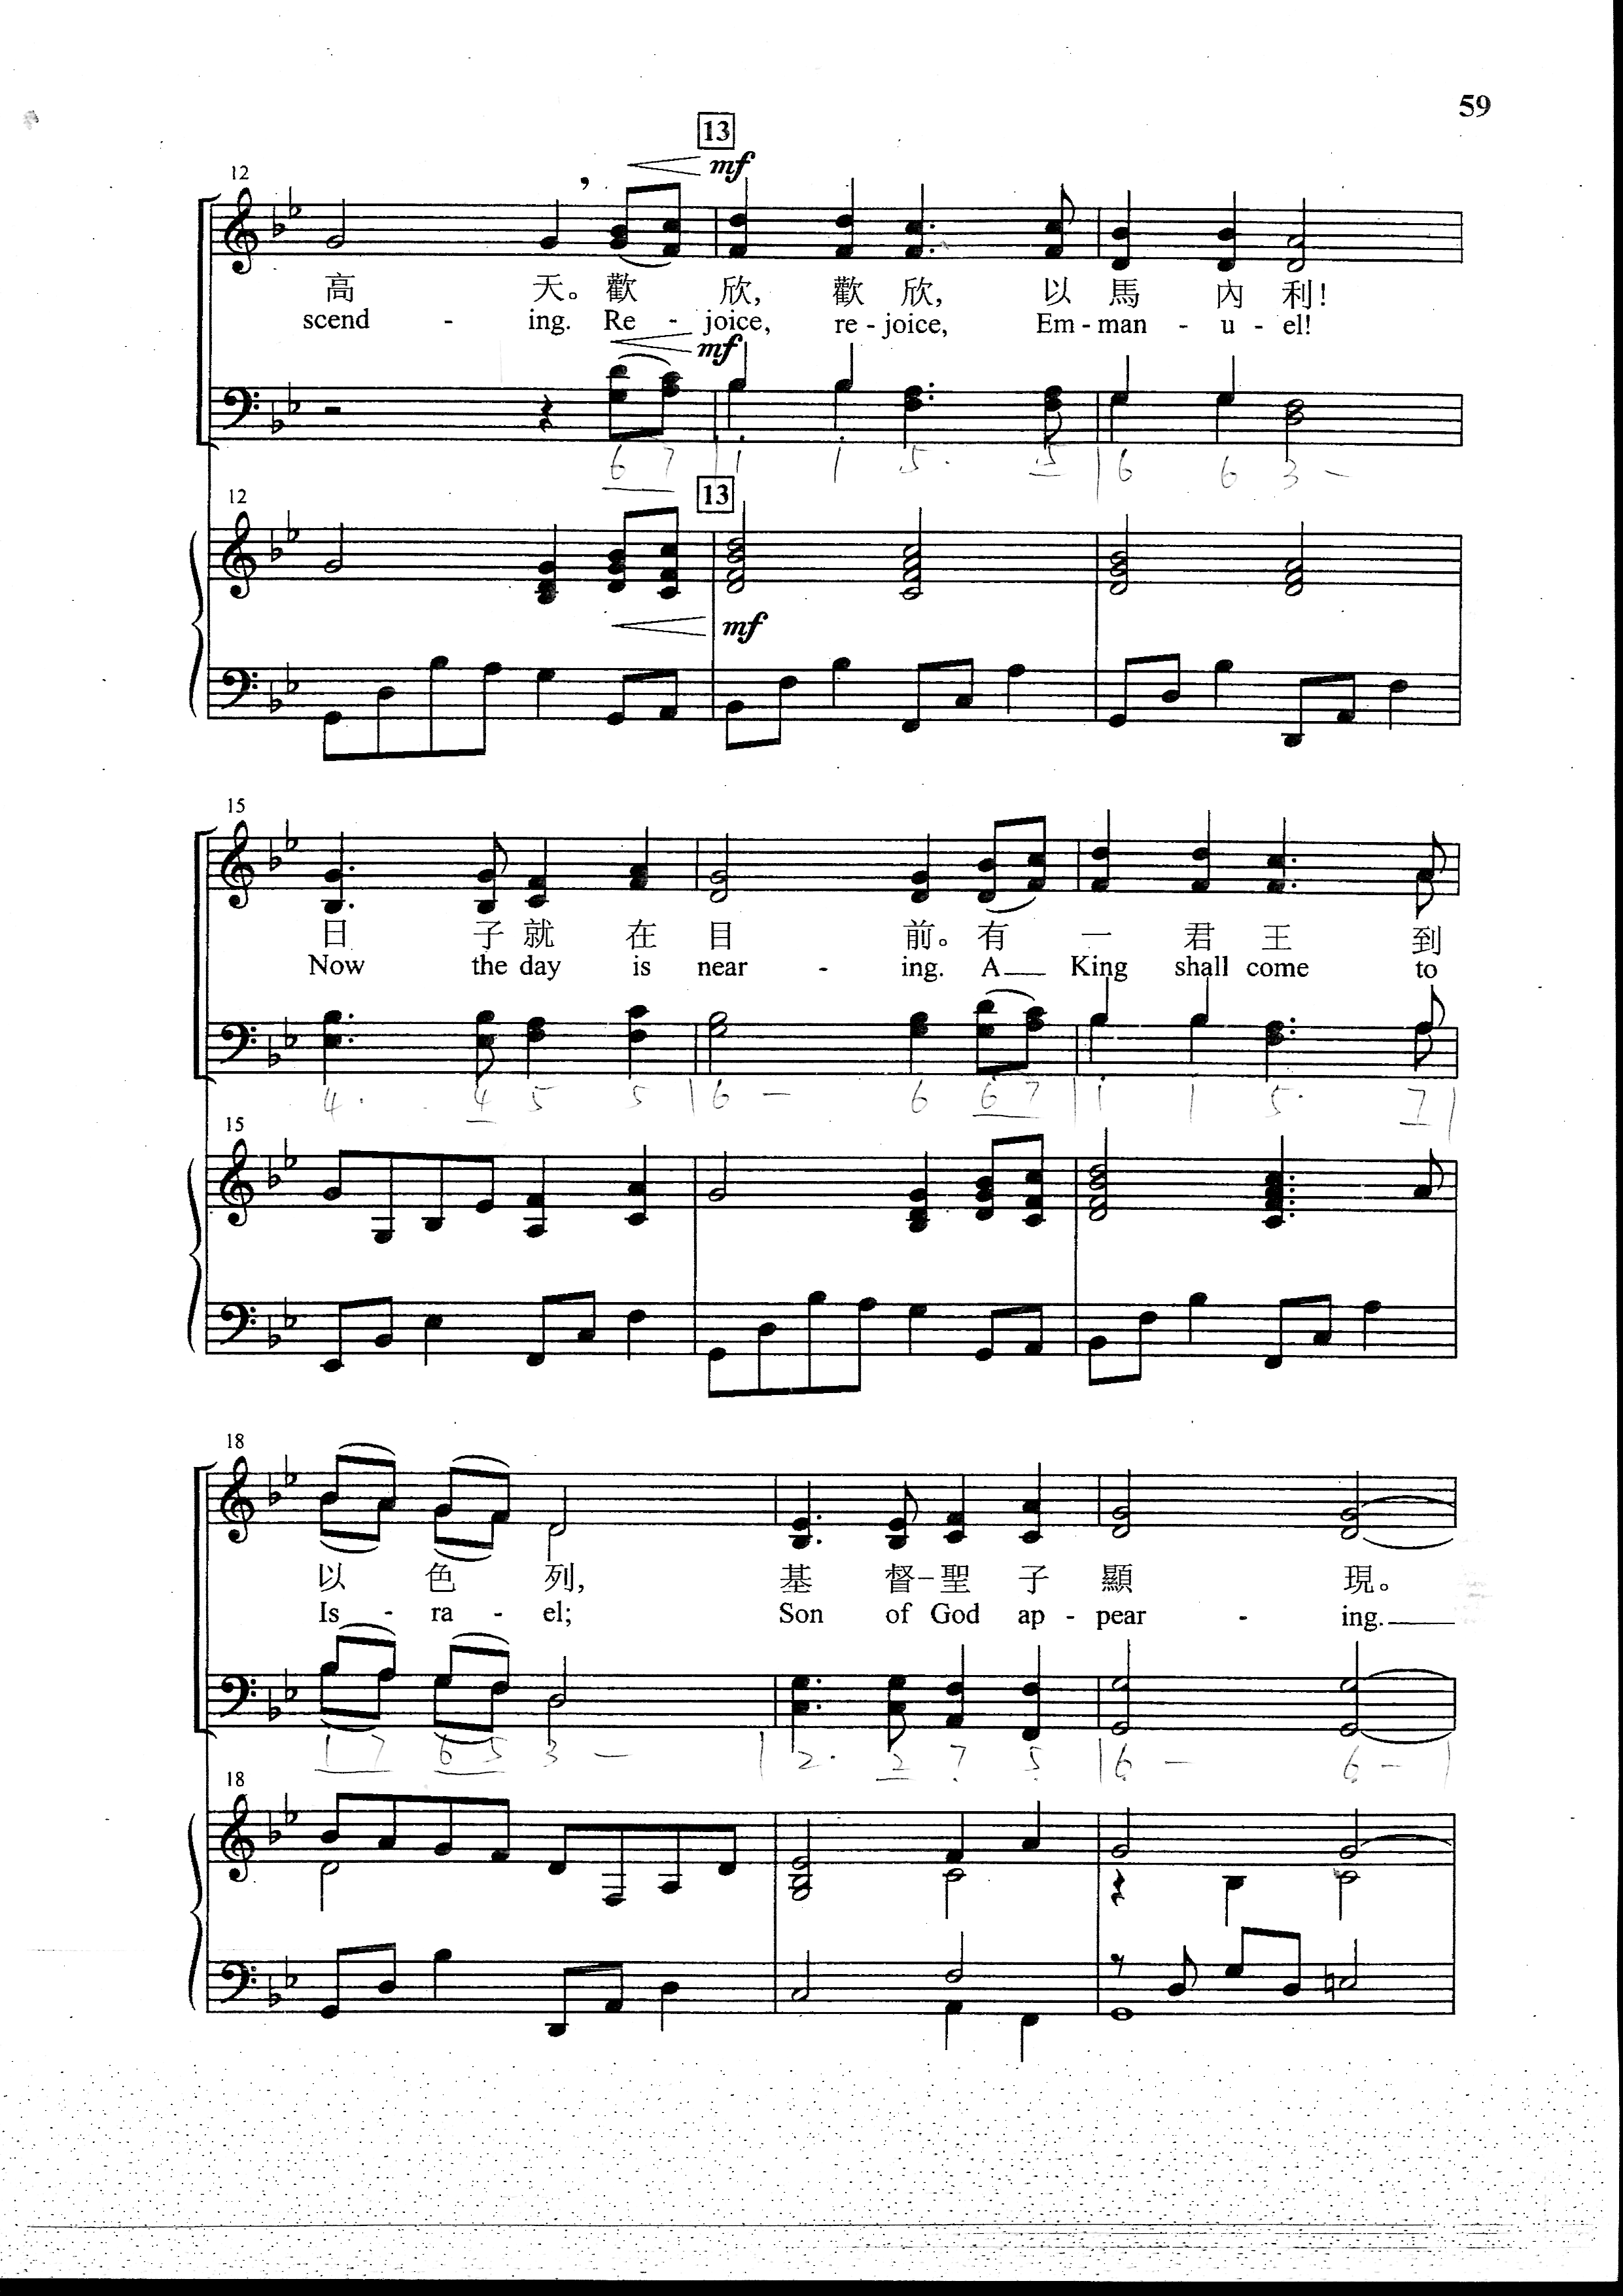 59
13
12
mf
高 天。 歡 欣, 歡 欣, 以 馬 內 利!
scend - ing. Re - joice, re - joice, Em - man - u - el!
mf
6 7 | 1 1 5. 5 | 6 6 3 -
12
13
mf
15
日 子 就 在 目 前。 有 一 君 王 到
Now the day is near - ing. A King shall come to
4. 4 5 5 | 6 - 6 6 7 | 1 1 5. 7 |
15
18
以 色 列, 基 督-聖 子 顯 現。
Is - ra - el; Son of God ap - pear - ing.
1 7 6 5 3 - | 2. 2 7 5 | 6 - 6 - |
18